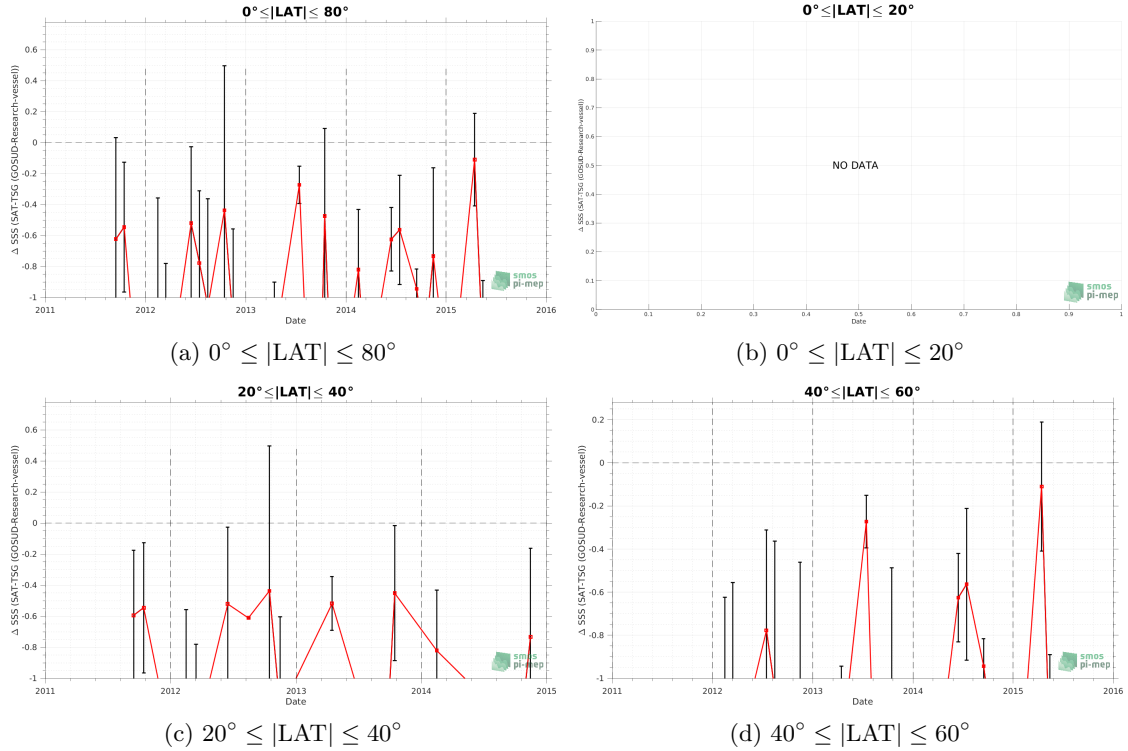 0°≤|LAT|≤ 80°
0.6
0.4
0.2
0
-0.2
-0.4
-0.6
-0.8
-1
Δ SSS (SAT-TSG (GOSUD-Research-vessel))
2011
2012
2013
2014
2015
2016
Date
smos
pi-mep
(a) 0° ≤ |LAT| ≤ 80°
0°≤|LAT|≤ 20°
1
0.9
0.8
0.7
0.6
0.5
0.4
0.3
0.2
0.1
0
Δ SSS (SAT-TSG (GOSUD-Research-vessel))
NO DATA
0
0.1
0.2
0.3
0.4
0.5
0.6
0.7
0.8
0.9
1
Date
smos
pi-mep
(b) 0° ≤ |LAT| ≤ 20°
20°≤|LAT|≤ 40°
0.6
0.4
0.2
0
-0.2
-0.4
-0.6
-0.8
-1
Δ SSS (SAT-TSG (GOSUD-Research-vessel))
2011
2012
2013
2014
2015
Date
smos
pi-mep
(c) 20° ≤ |LAT| ≤ 40°
40°≤|LAT|≤ 60°
0.2
0
-0.2
-0.4
-0.6
-0.8
-1
Δ SSS (SAT-TSG (GOSUD-Research-vessel))
2011
2012
2013
2014
2015
2016
Date
smos
pi-mep
(d) 40° ≤ |LAT| ≤ 60°